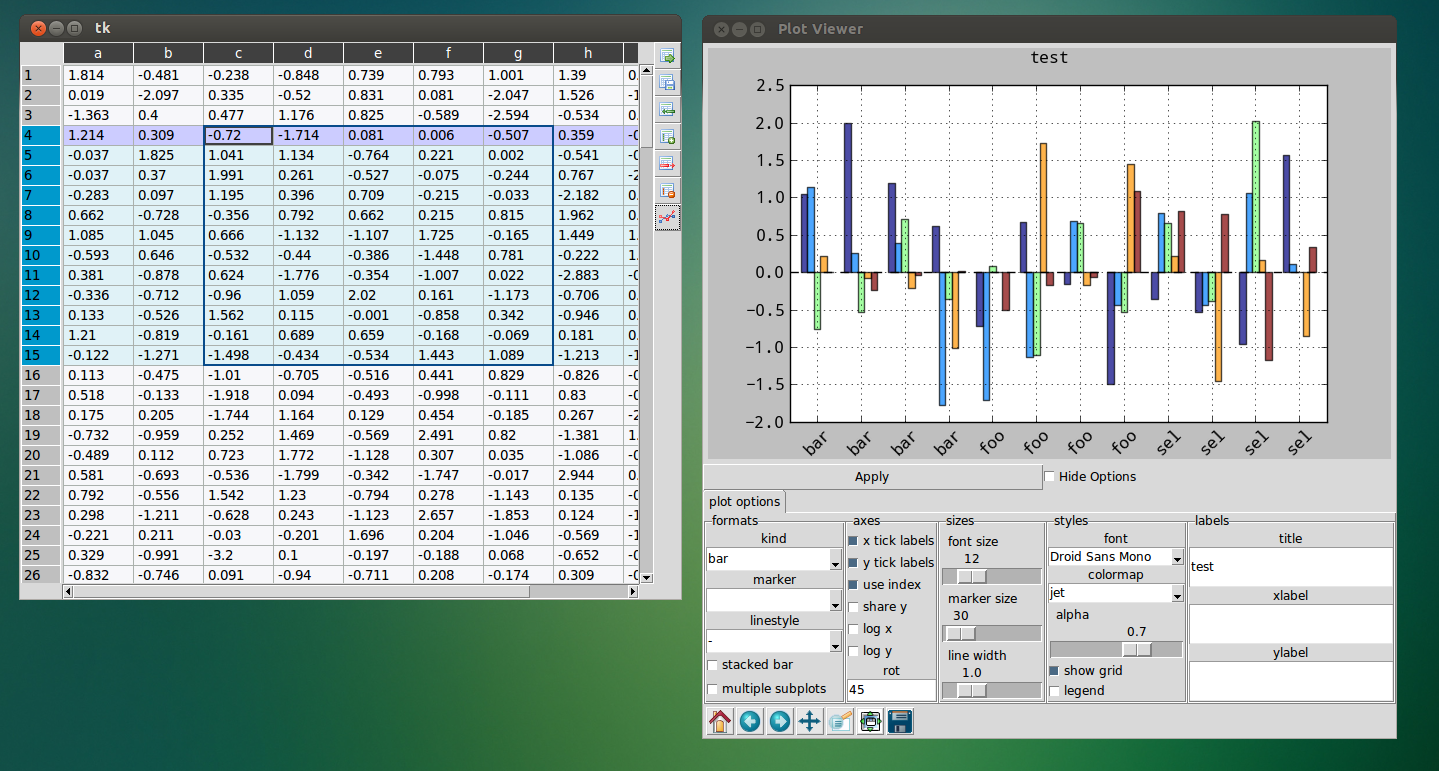 tk
a b c d e f g h
1 1.814 -0.481 -0.238 -0.848 0.739 0.793 1.001 1.39 0.
2 0.019 -2.097 0.335 -0.52 0.831 0.081 -2.047 1.526 -1
3 -1.363 0.4 0.477 1.176 0.825 -0.589 -2.594 -0.534 0.
4 1.214 0.309 -0.72 -1.714 0.081 0.006 -0.507 0.359 -0
5 -0.037 1.825 1.041 1.134 -0.764 0.221 0.002 -0.541 -0
6 -0.037 0.37 1.991 0.261 -0.527 -0.075 -0.244 0.767 -2
7 -0.283 0.097 1.195 0.396 0.709 -0.215 -0.033 -2.182 0.
8 0.662 -0.728 -0.356 0.792 0.662 0.215 0.815 1.962 0.
9 1.085 1.045 0.666 -1.132 -1.107 1.725 -0.165 1.449 1.
10 -0.593 0.646 -0.532 -0.44 -0.386 -1.448 0.781 -0.222 1.
11 0.381 -0.878 0.624 -1.776 -0.354 -1.007 0.022 -2.883 -0
12 -0.336 -0.712 -0.96 1.059 2.02 0.161 -1.173 -0.706 0.
13 0.133 -0.526 1.562 0.115 -0.001 -0.858 0.342 -0.946 0.
14 1.21 -0.819 -0.161 0.689 0.659 -0.168 -0.069 0.181 0.
15 -0.122 -1.271 -1.498 -0.434 -0.534 1.443 1.089 -1.213 -1
16 0.113 -0.475 -1.01 -0.705 -0.516 0.441 0.829 -0.826 -0
17 0.518 -0.133 -1.918 0.094 -0.493 -0.998 -0.111 0.83 -0
18 0.175 0.205 -1.744 1.164 0.129 0.454 -0.185 0.267 -2
19 -0.732 -0.959 0.252 1.469 -0.569 2.491 0.82 -1.381 1.
20 -0.489 0.112 0.723 1.772 -1.128 0.307 0.035 -1.086 -0
21 0.581 -0.693 -0.536 -1.799 -0.342 -1.747 -0.017 2.944 0.
22 0.792 -0.556 1.542 1.23 -0.794 0.278 -1.143 0.135 -0
23 0.298 -1.211 -0.628 0.243 -1.123 2.657 -1.853 0.124 -1
24 -0.221 0.211 -0.03 -0.201 1.696 0.204 -1.046 -0.569 -1
25 0.329 -0.991 -3.2 0.1 -0.197 -0.188 0.068 -0.652 -0
26 -0.832 -0.746 0.091 -0.94 -0.711 0.208 -0.174 0.309 -0
Plot Viewer
test
2.5
2.0
1.5
1.0
0.5
0.0
−0.5
−1.0
−1.5
−2.0
bar bar bar bar foo foo foo foo sel sel sel sel
Apply Hide Options
plot options
formats
kind
bar
marker
linestyle
-
stacked bar
multiple subplots
axes
x tick labels
y tick labels
use index
share y
log x
log y
rot
45
sizes
font size
12
marker size
30
line width
1.0
styles
font
Droid Sans Mono
colormap
jet
alpha
0.7
show grid
legend
labels
title
test
xlabel
ylabel